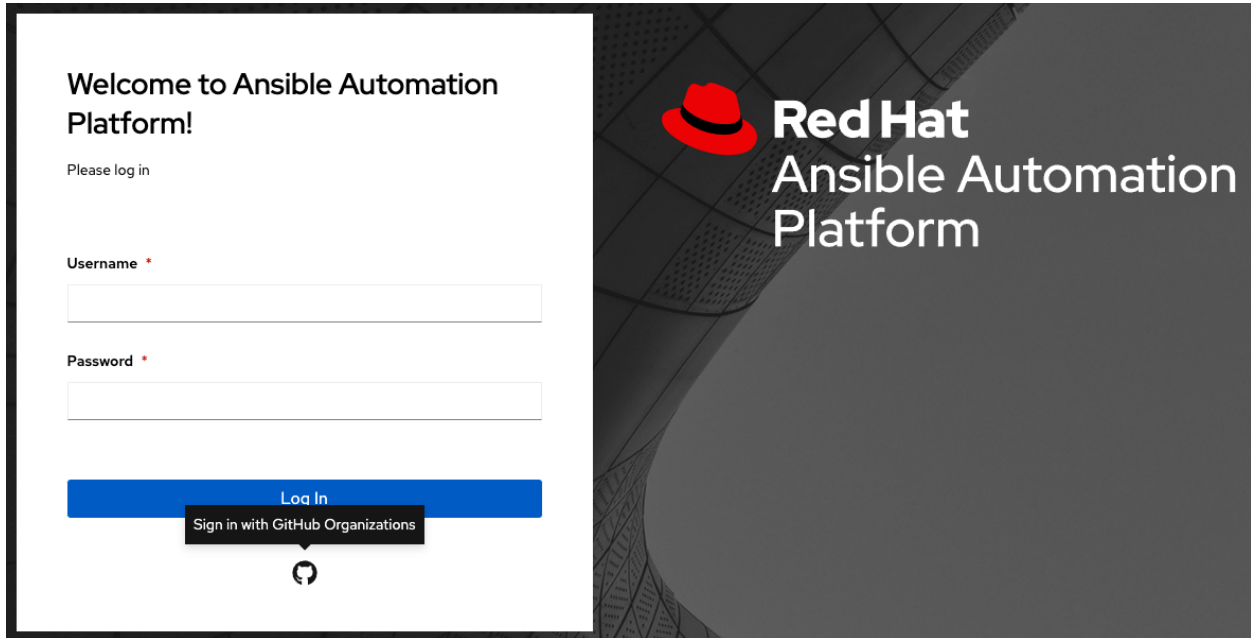 Welcome to Ansible Automation
Platform!
Please log in
Username *
Password *
Log In
Sign in with GitHub Organizations
Red Hat
Ansible Automation
Platform